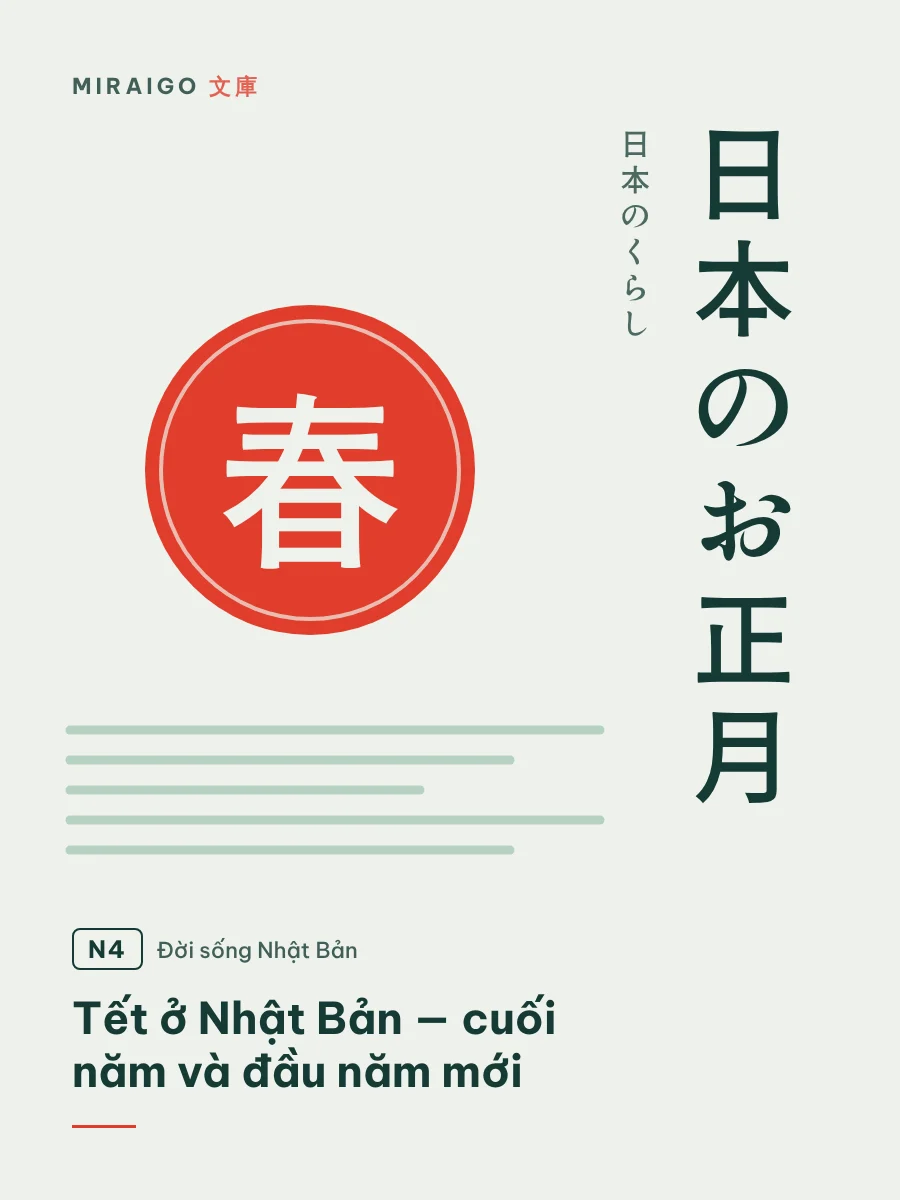 MIRAIGO 文庫
日本のお正月
日本のくらし
春
N4 Đời sống Nhật Bản
Tết ở Nhật Bản — cuối
năm và đầu năm mới